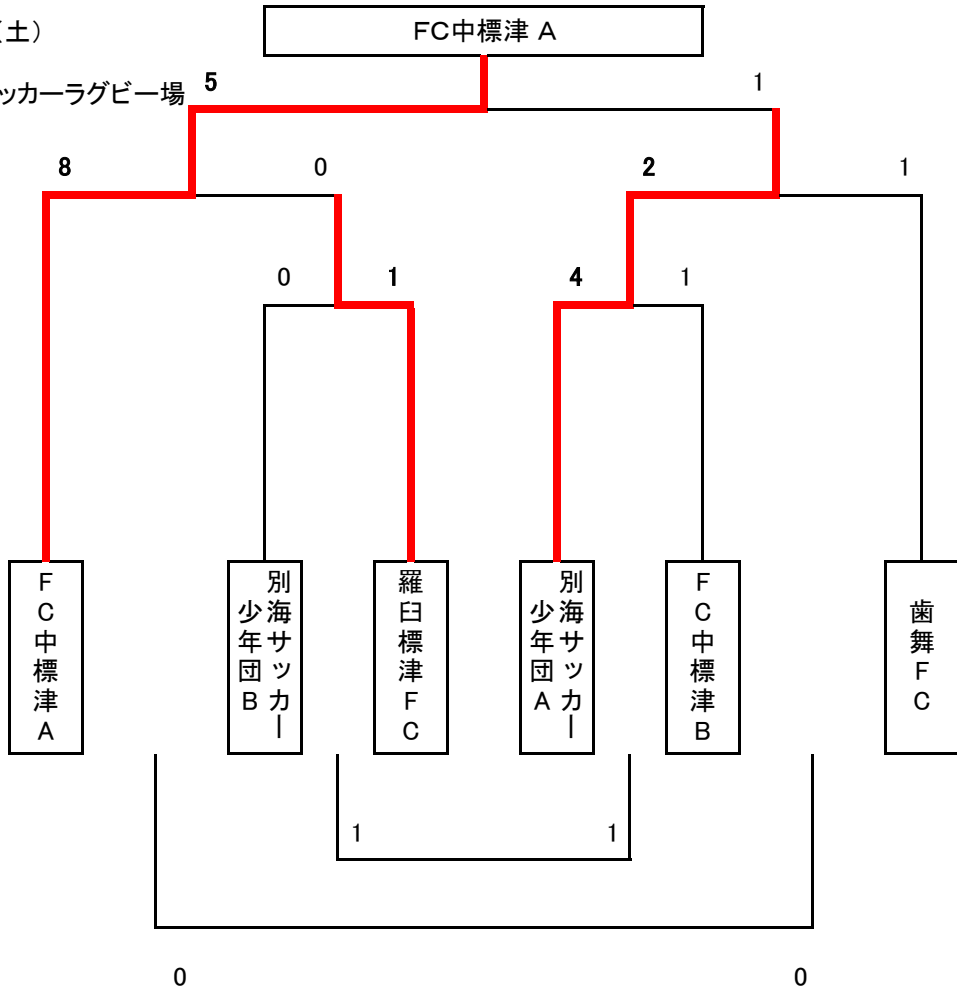 (土)
FC中標津 A
ッカーラグビー場
5
1
8
0
2
1
0
1
4
1
FC中標津A
別海サッカー
少年団B
羅臼標津FC
別海サッカー
少年団A
FC中標津B
歯舞FC
1
1
0
0